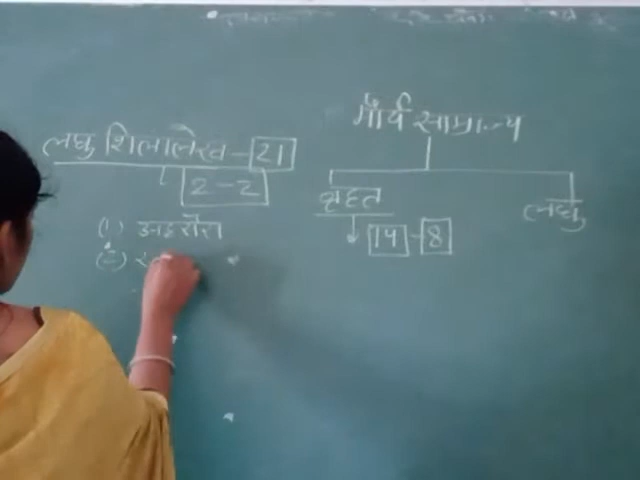 मौर्य साम्राज्य
लघु शिलालेख - 21
2-2
(1) अहरौरा
(2)
बृहत
14 - 8
लघु